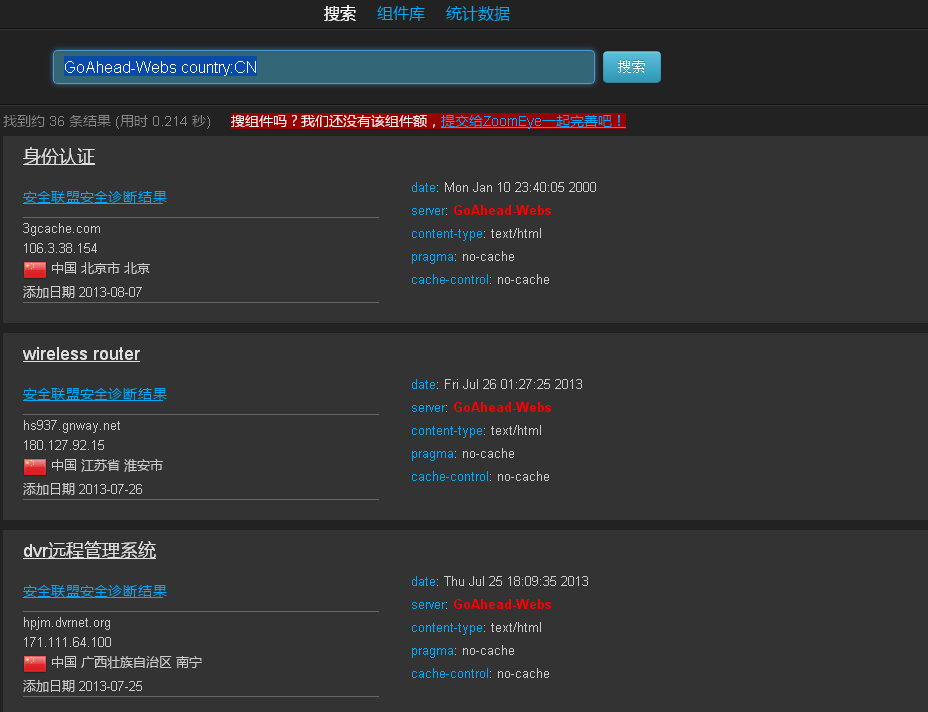 搜索 组件库 统计数据
GoAhead-Webs country:CN 搜索
找到约 36 条结果 (用时 0.214 秒) 搜组件吗？我们还没有该组件额，提交给ZoomEye一起完善吧！
身份认证
安全联盟安全诊断结果
3gcache.com
106.3.38.154
中国 北京市 北京
添加日期 2013-08-07
date: Mon Jan 10 23:40:05 2000
server: GoAhead-Webs
content-type: text/html
pragma: no-cache
cache-control: no-cache
wireless router
安全联盟安全诊断结果
hs937.gnway.net
180.127.92.15
中国 江苏省 淮安市
添加日期 2013-07-26
date: Fri Jul 26 01:27:25 2013
server: GoAhead-Webs
content-type: text/html
pragma: no-cache
cache-control: no-cache
dvr远程管理系统
安全联盟安全诊断结果
hpjm.dvrnet.org
171.111.64.100
中国 广西壮族自治区 南宁
添加日期 2013-07-25
date: Thu Jul 25 18:09:35 2013
server: GoAhead-Webs
content-type: text/html
pragma: no-cache
cache-control: no-cache